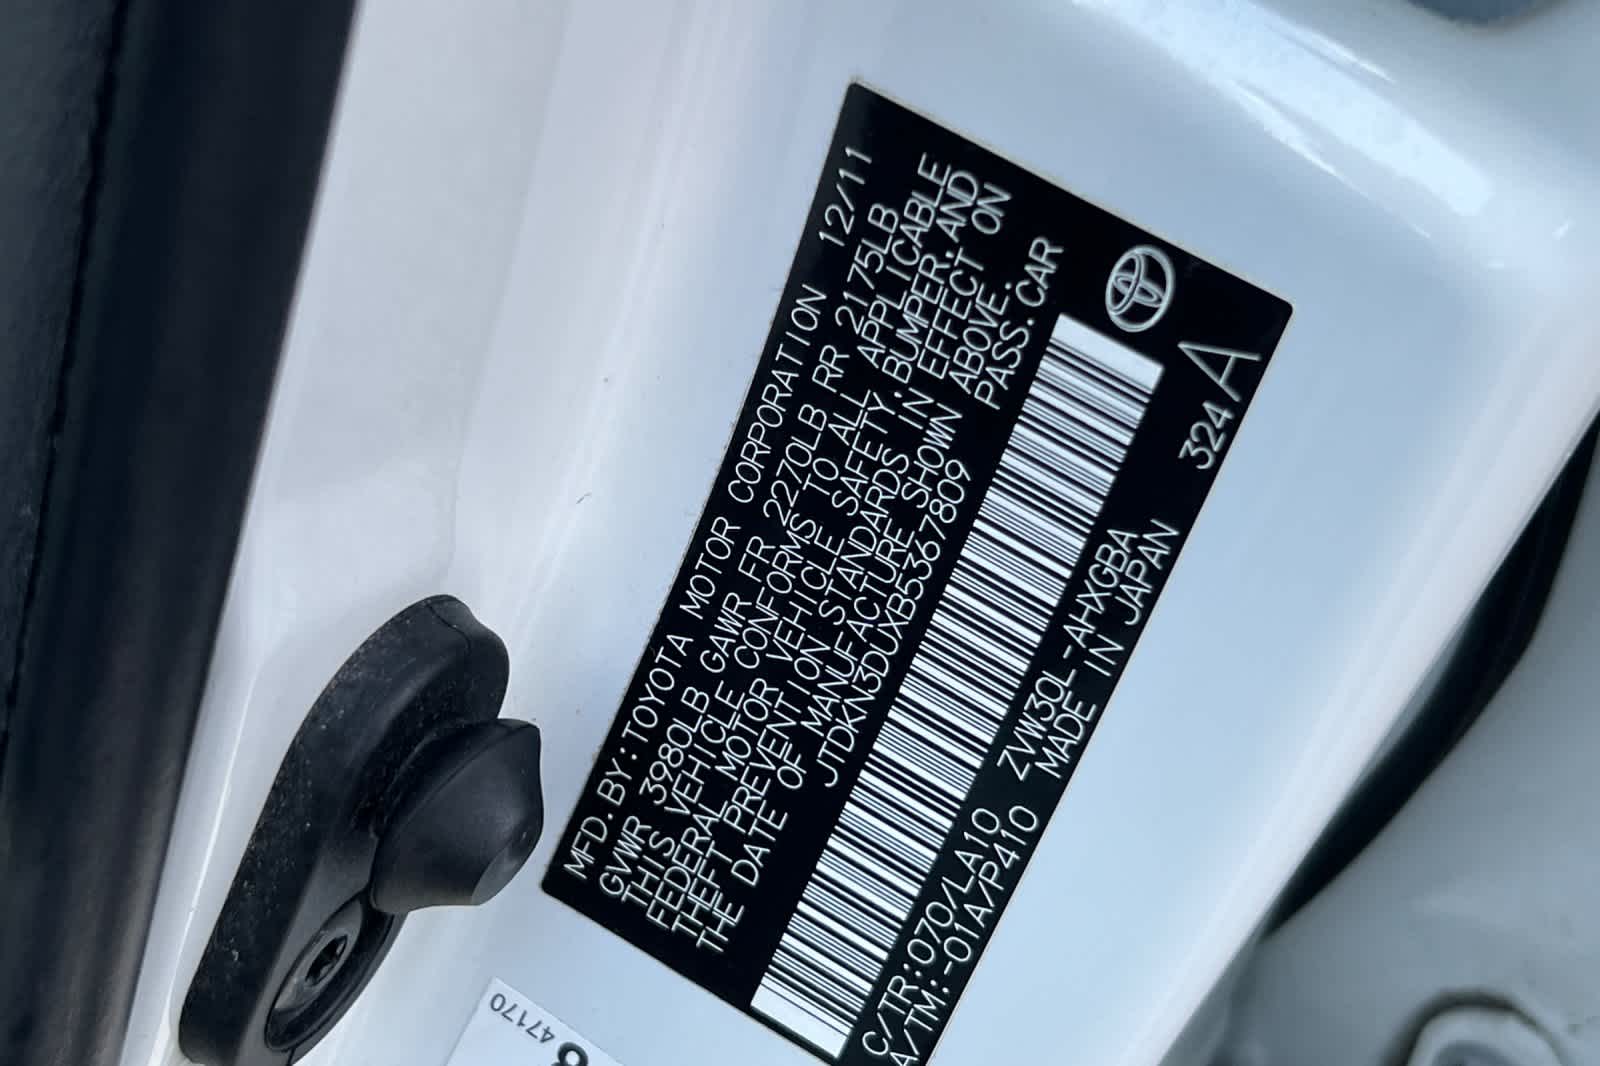 MFD. BY: TOYOTA MOTOR CORPORATION 12/11
GVWR 3980LB GAWR FR 2270LB RR 2175LB
THIS VEHICLE CONFORMS TO ALL APPLICABLE
FEDERAL MOTOR VEHICLE SAFETY, BUMPER, AND
THEFT PREVENTION STANDARDS IN EFFECT ON
THE DATE OF MANUFACTURE SHOWN ABOVE.
JTDKN3DUXB5367809 PASS. CAR
C/TR:070/LA10 ZVW30L-AHXGBA
A/TM:-01A/P410 MADE IN JAPAN
324A
47170
8